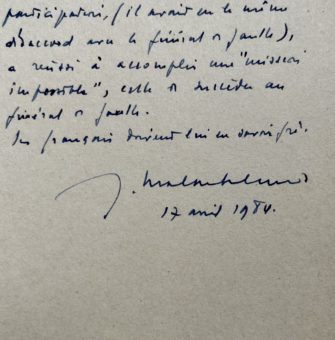 participation, (il avait eu le même
désaccord avec le général de Gaulle),
a réussi à accomplir une "mission
impossible", celle de succéder au
général de Gaulle.
Les français doivent lui en savoir gré.
17 avril 1984.